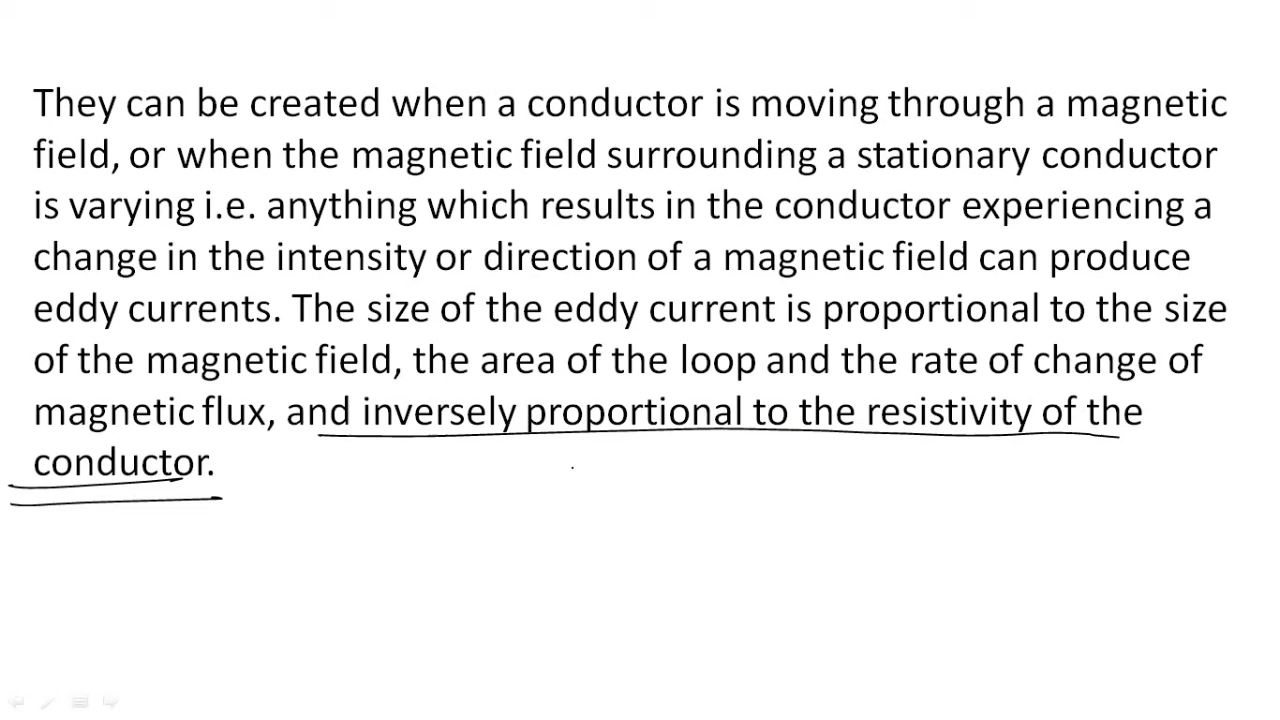 They can be created when a conductor is moving through a magnetic
field, or when the magnetic field surrounding a stationary conductor
is varying i.e. anything which results in the conductor experiencing a
change in the intensity or direction of a magnetic field can produce
eddy currents. The size of the eddy current is proportional to the size
of the magnetic field, the area of the loop and the rate of change of
magnetic flux, and inversely proportional to the resistivity of the
conductor.